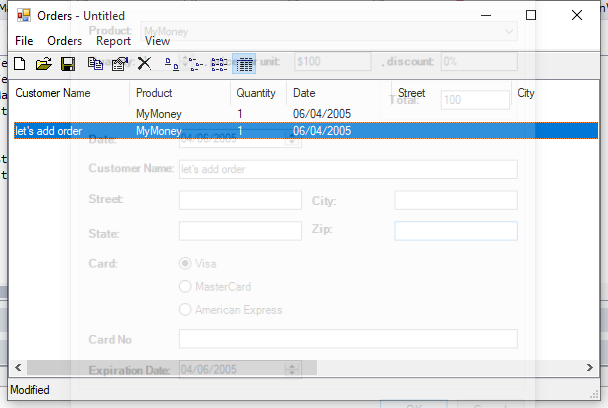 Orders - Untitled
Product: MyMoney
File Orders Report View
unit: $100 , discount: 0%
Customer Name Product Quantity Date Street City
Total: 100
MyMoney 1 06/04/2005
let's add order MyMoney 1 06/04/2005
Date: 04/06/2005
Customer Name: let's add order
Street: City:
State: Zip:
Card: Visa
MasterCard
American Express
Card No
Expiration Date: 04/06/2005
Modified